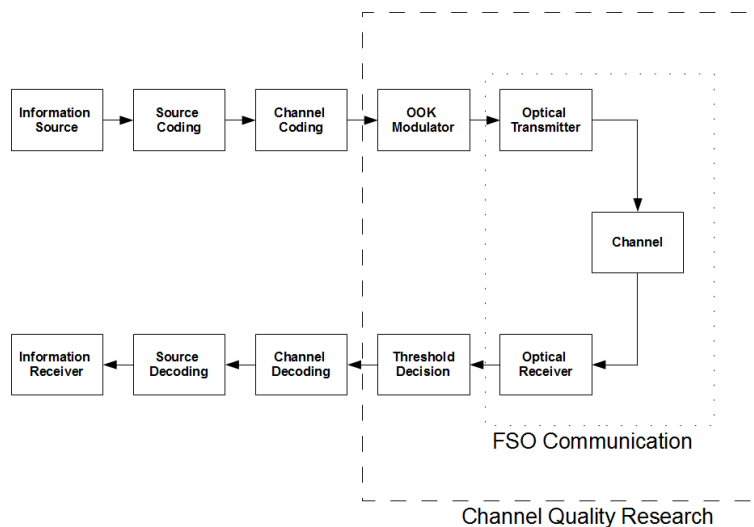 Information
Source
Source
Coding
Channel
Coding
OOK
Modulator
Optical
Transmitter
Channel
Information
Receiver
Source
Decoding
Channel
Decoding
Threshold
Decision
Optical
Receiver
FSO Communication
Channel Quality Research